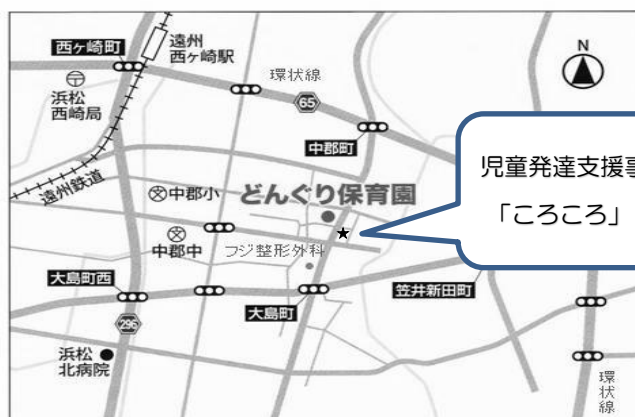 西ヶ崎町
遠州
西ヶ崎駅
浜松
西崎局
環状線
65
中郡町
N
遠州鉄道
中郡小
どんぐり保育園
中郡中
フジ整形外科
★
児童発達支援事
「ころころ」
大島町西
大島町
笠井新田町
296
浜松
北病院
環状線